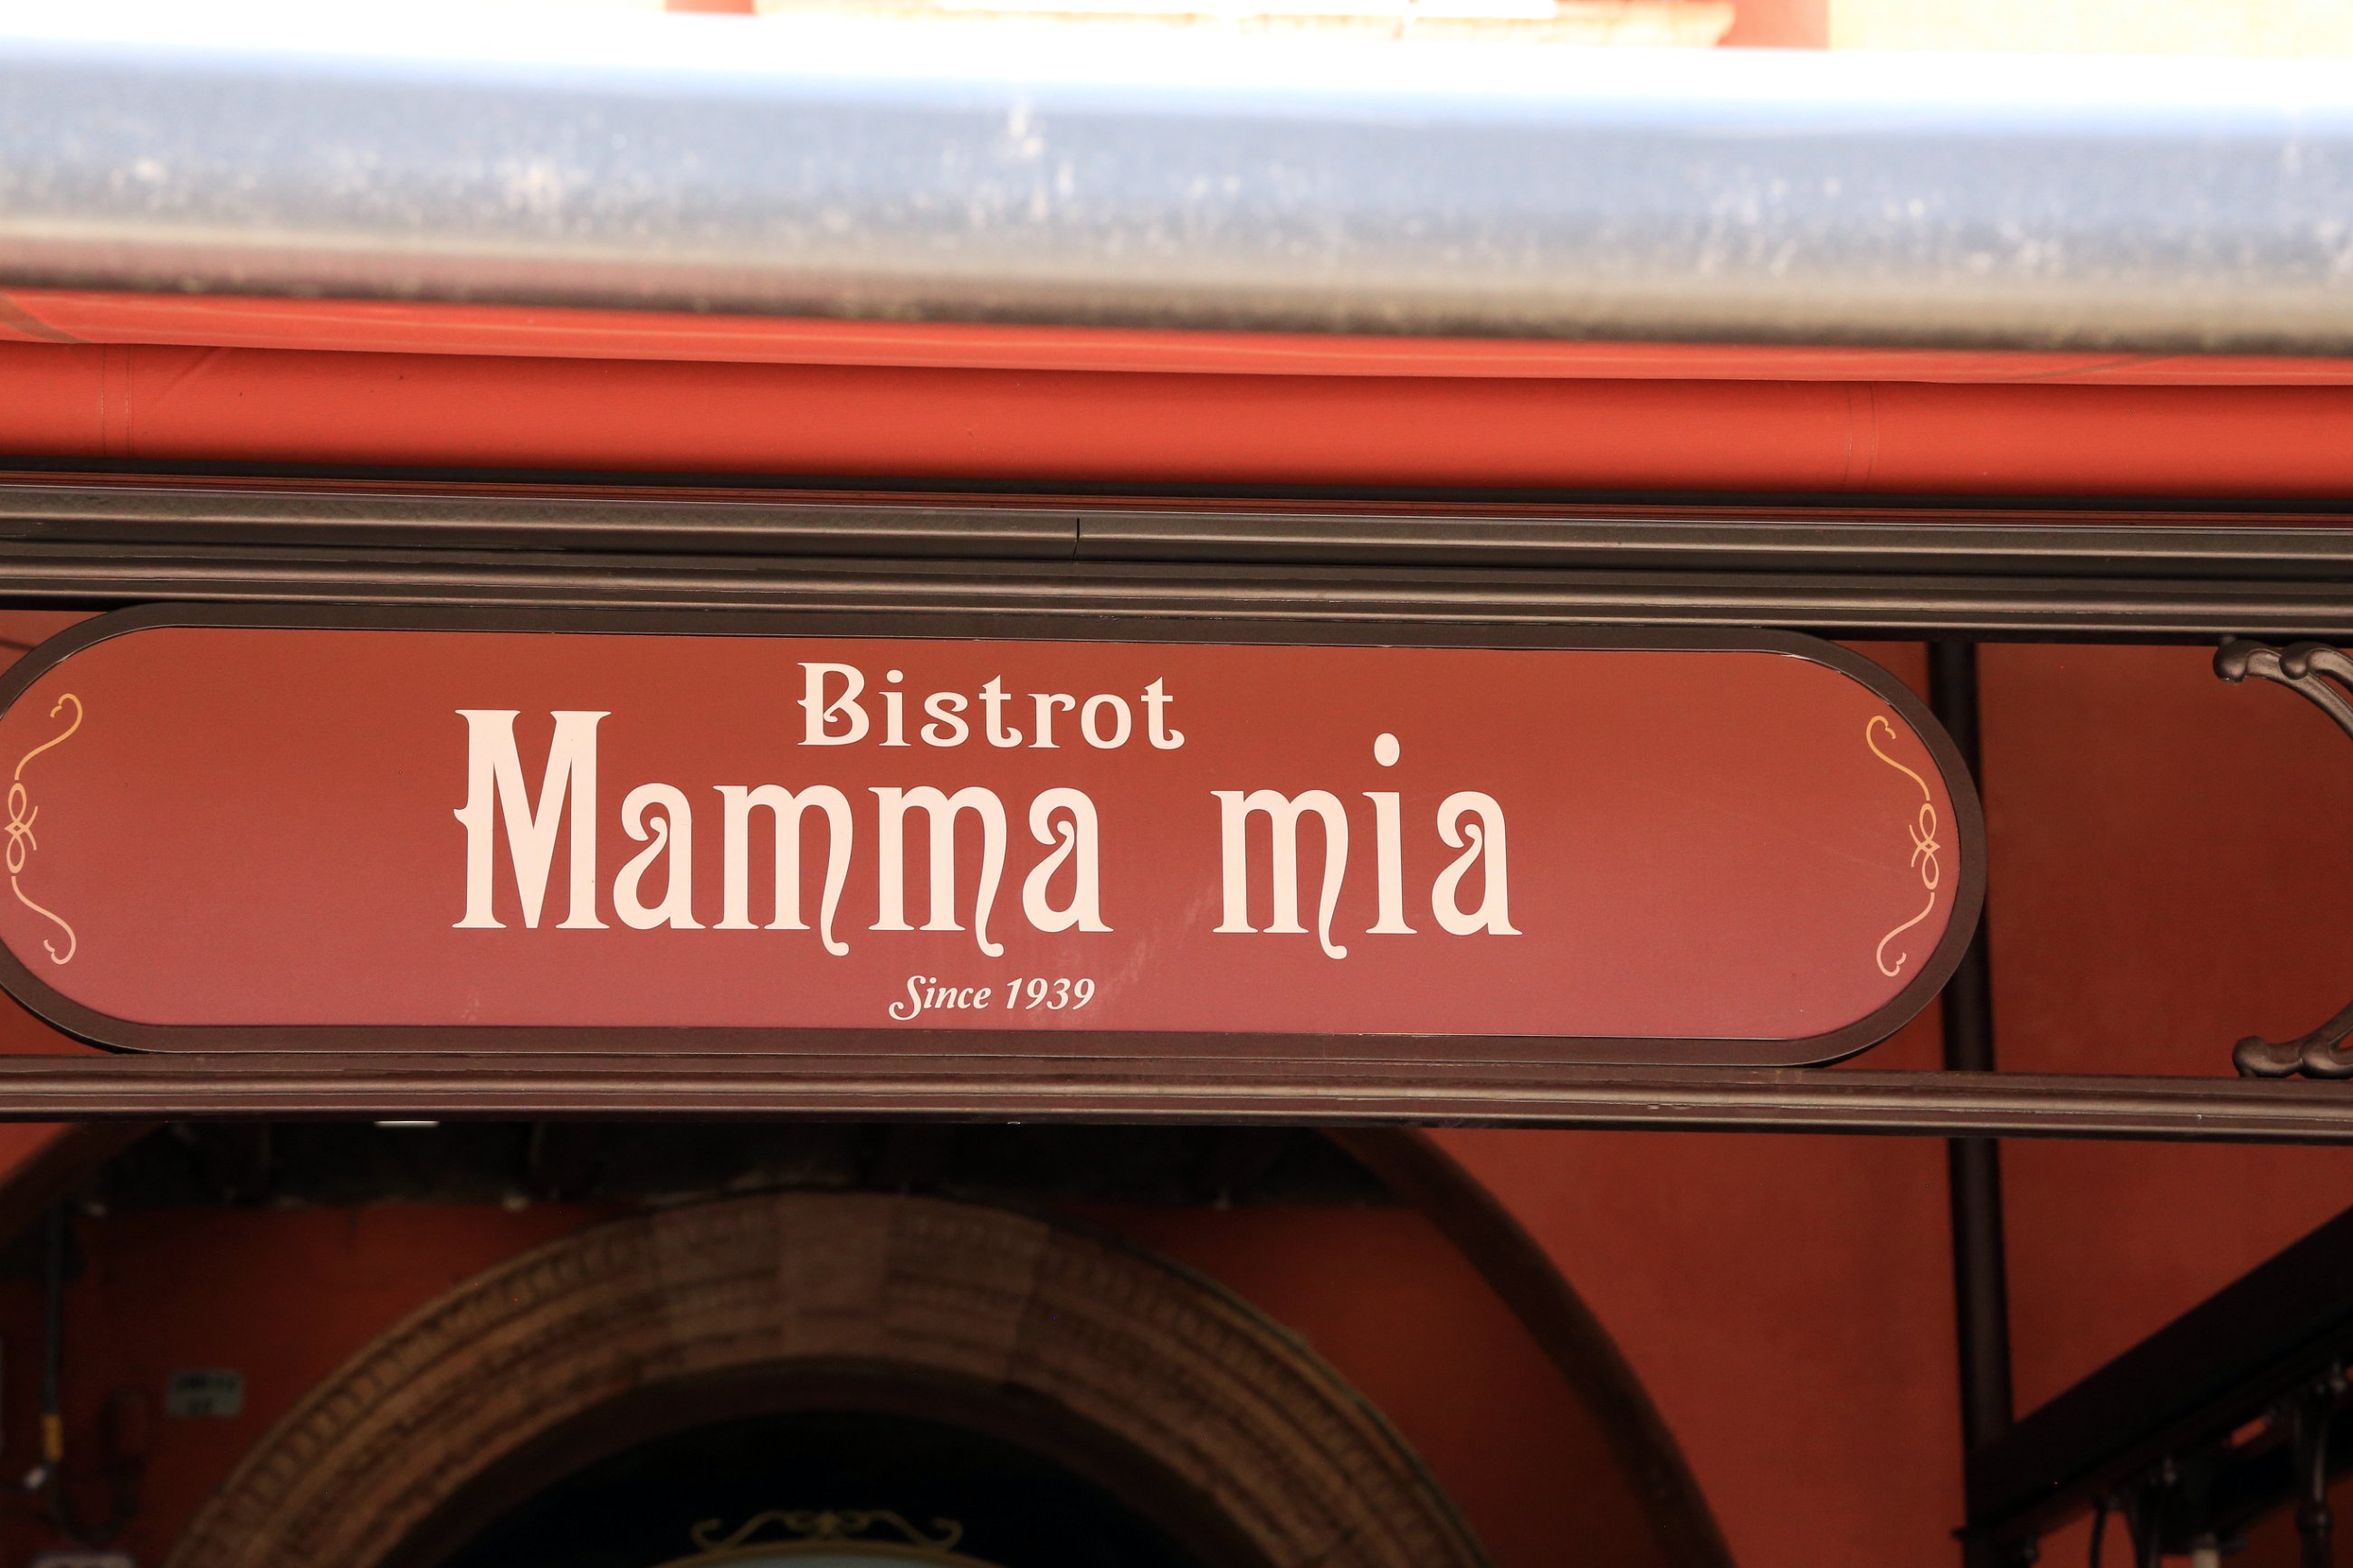 Bistrot
Mamma mia
Since 1939